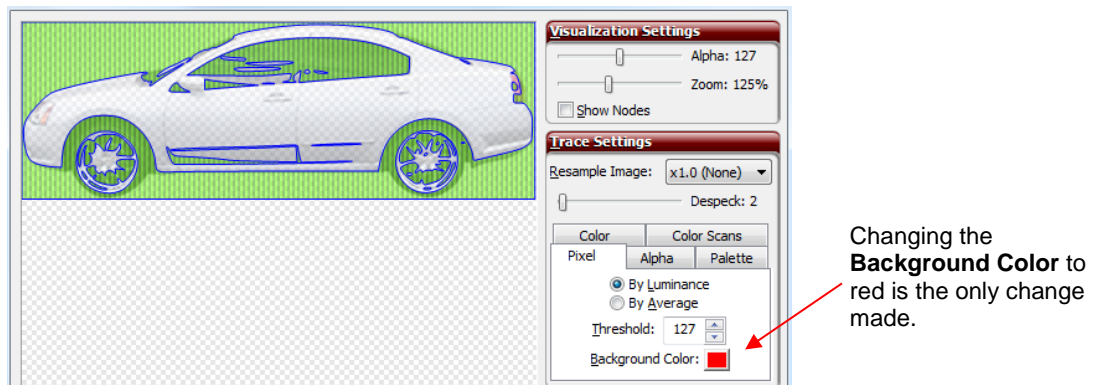 Visualization Settings
Alpha: 127
Zoom: 125%
Show Nodes
Trace Settings
Resample Image: x1.0 (None)
Despeck: 2
Color Color Scans
Pixel Alpha Palette
By Luminance
By Average
Threshold: 127
Background Color:
Changing the
Background Color to
red is the only change
made.